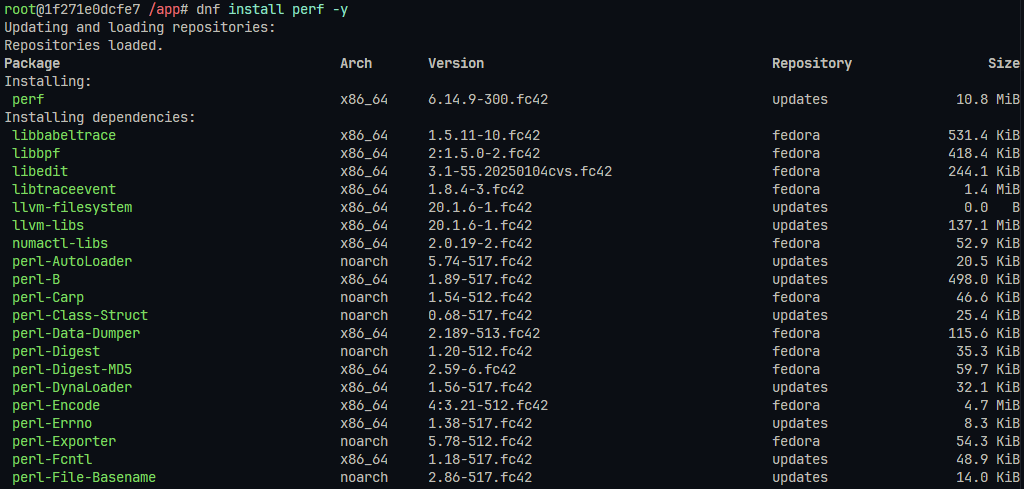 root@1f271e0dcfe7 /app# dnf install perf -y
Updating and loading repositories:
Repositories loaded.
Package Arch Version Repository Size
Installing:
perf x86_64 6.14.9-300.fc42 updates 10.8 MiB
Installing dependencies:
libbabeltrace x86_64 1.5.11-10.fc42 fedora 531.4 KiB
libbpf x86_64 2:1.5.0-2.fc42 fedora 418.4 KiB
libedit x86_64 3.1-55.20250104cvs.fc42 fedora 244.1 KiB
libtraceevent x86_64 1.8.4-3.fc42 fedora 1.4 MiB
llvm-filesystem x86_64 20.1.6-1.fc42 updates 0.0 B
llvm-libs x86_64 20.1.6-1.fc42 updates 137.1 MiB
numactl-libs x86_64 2.0.19-2.fc42 fedora 52.9 KiB
perl-AutoLoader noarch 5.74-517.fc42 updates 20.5 KiB
perl-B x86_64 1.89-517.fc42 updates 498.0 KiB
perl-Carp noarch 1.54-512.fc42 fedora 46.6 KiB
perl-Class-Struct noarch 0.68-517.fc42 updates 25.4 KiB
perl-Data-Dumper x86_64 2.189-513.fc42 fedora 115.6 KiB
perl-Digest noarch 1.20-512.fc42 fedora 35.3 KiB
perl-Digest-MD5 x86_64 2.59-6.fc42 fedora 59.7 KiB
perl-DynaLoader x86_64 1.56-517.fc42 updates 32.1 KiB
perl-Encode x86_64 4:3.21-512.fc42 fedora 4.7 MiB
perl-Errno x86_64 1.38-517.fc42 updates 8.3 KiB
perl-Exporter noarch 5.78-512.fc42 fedora 54.3 KiB
perl-Fcntl x86_64 1.18-517.fc42 updates 48.9 KiB
perl-File-Basename noarch 2.86-517.fc42 updates 14.0 KiB